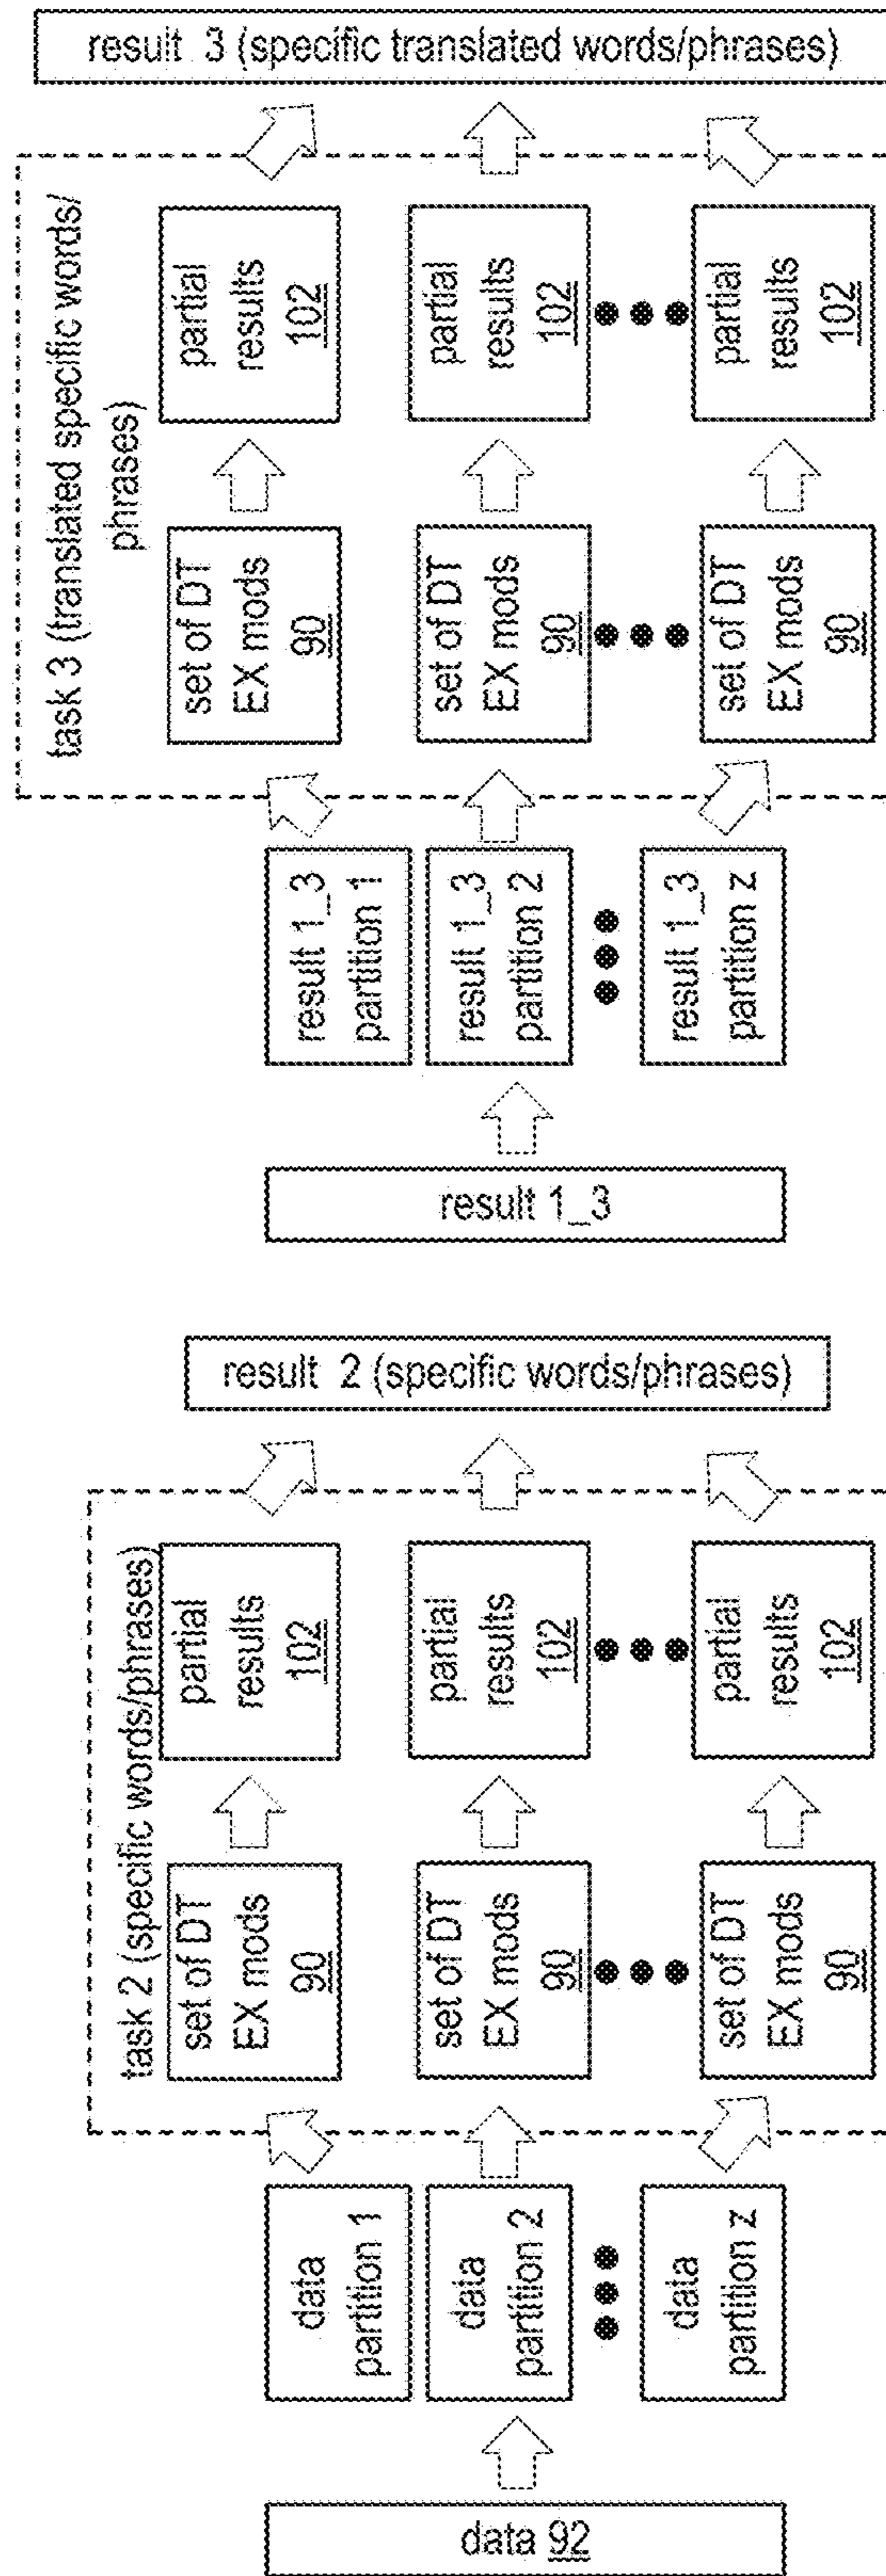 data 92
data
partition 1
data
partition 2
data
partition z
task 2 (specific words/phrases)
set of DT
EX mods
90
set of DT
EX mods
90
set of DT
EX mods
90
partial
results
102
partial
results
102
partial
results
102
result 2 (specific words/phrases)
result 1_3
result 1_3
partition 1
result 1_3
partition 2
result 1_3
partition z
task 3 (translated specific words/
phrases)
set of DT
EX mods
90
set of DT
EX mods
90
set of DT
EX mods
90
partial
results
102
partial
results
102
partial
results
102
result 3 (specific translated words/phrases)